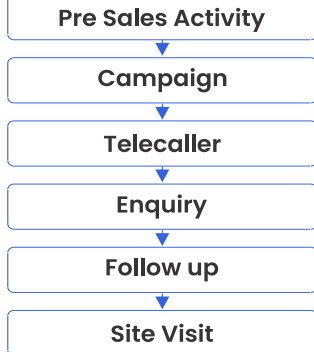 Pre Sales Activity
Campaign
Telecaller
Enquiry
Follow up
Site Visit